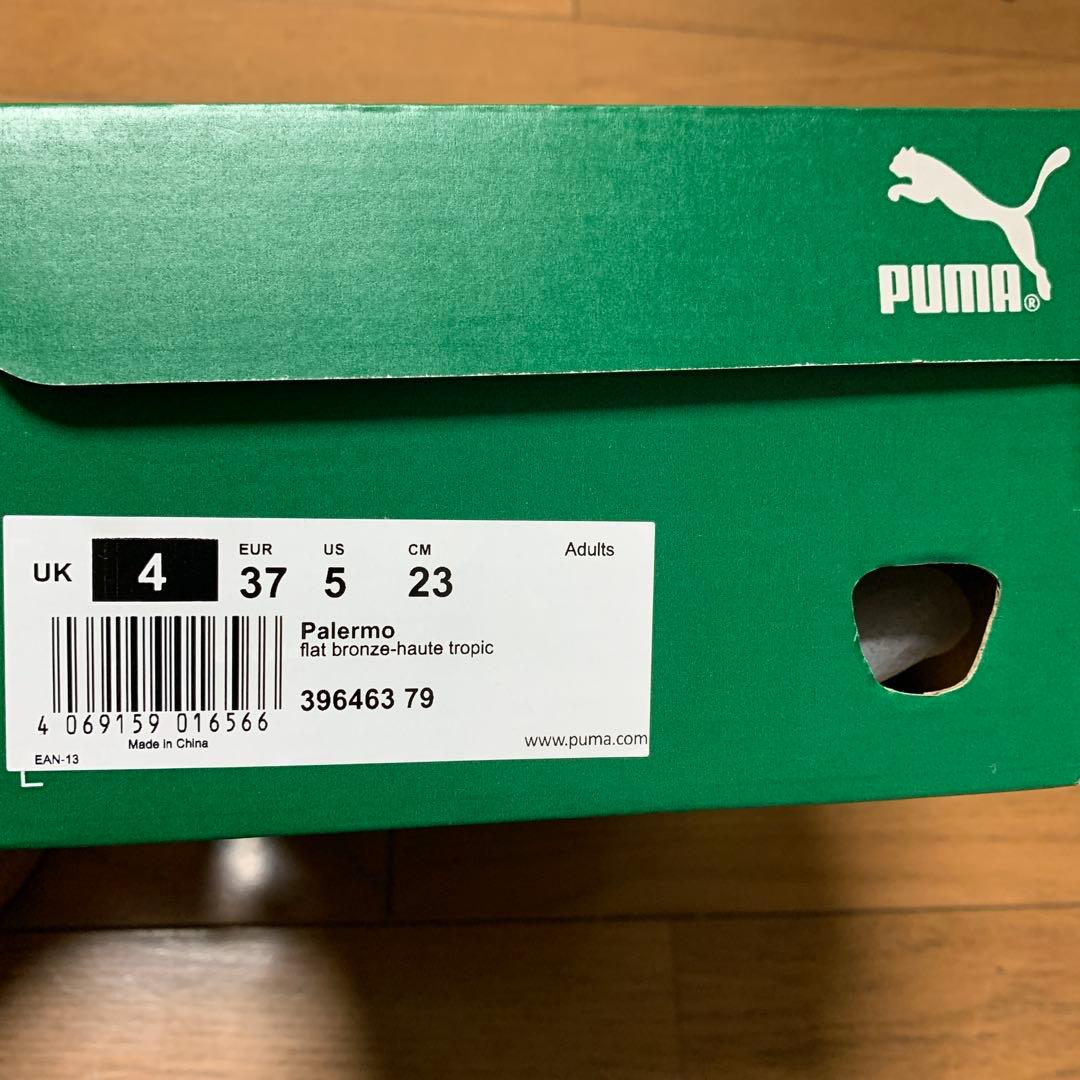 PUMA®
UK 4
EUR 37
US 5
CM 23
Adults
Palermo
flat bronze-haute tropic
396463 79
4 069159 016566
Made in China
EAN-13
www.puma.com